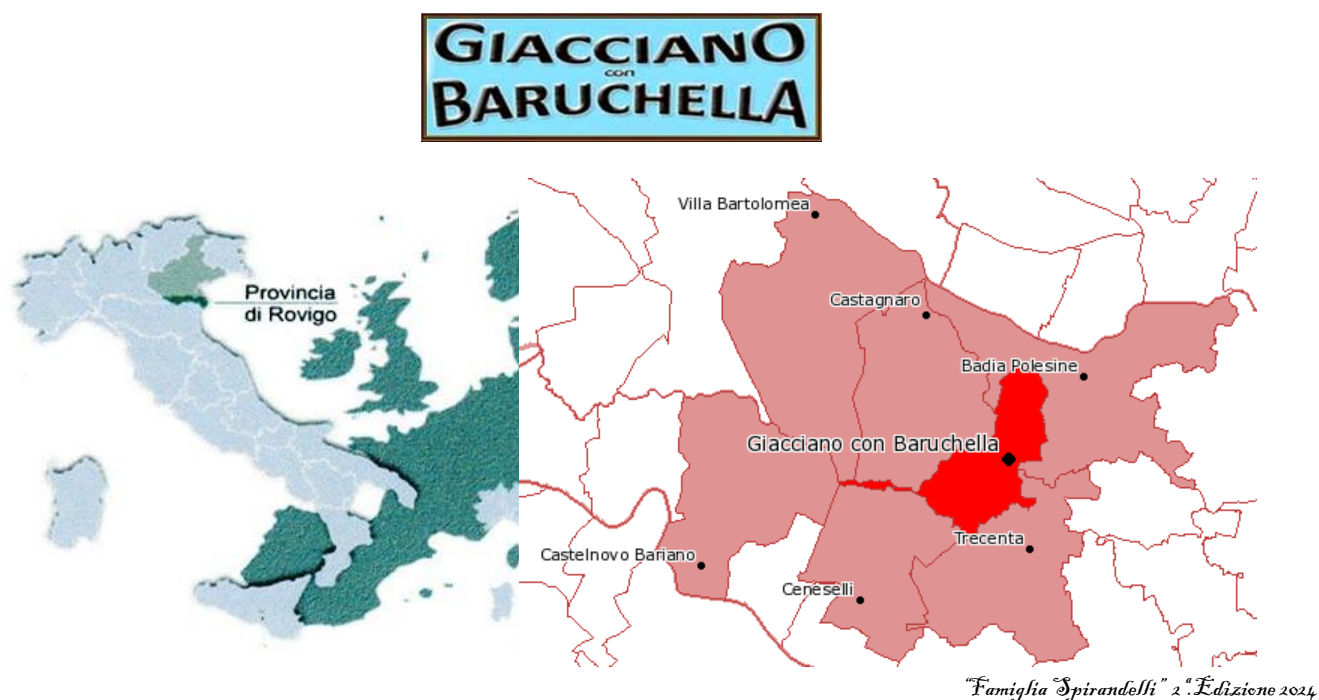 GIACCIANO
con
BARUCHELLA
Provincia
di Rovigo
Villa Bartolomea
Castagnaro
Badia Polesine
Giacciano con Baruchella
Trecenta
Castelnovo Bariano
Ceneselli
"Famiglia Spirandelli" 2ª Edizione 2024